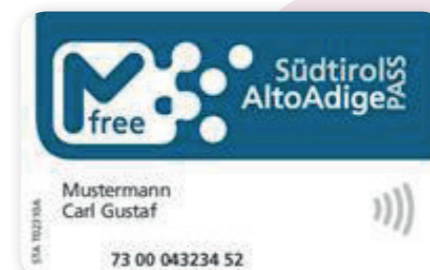 Südtirol
AltoAdige
PASS
free
Mustermann
Carl Gustaf
73 00 043234 52